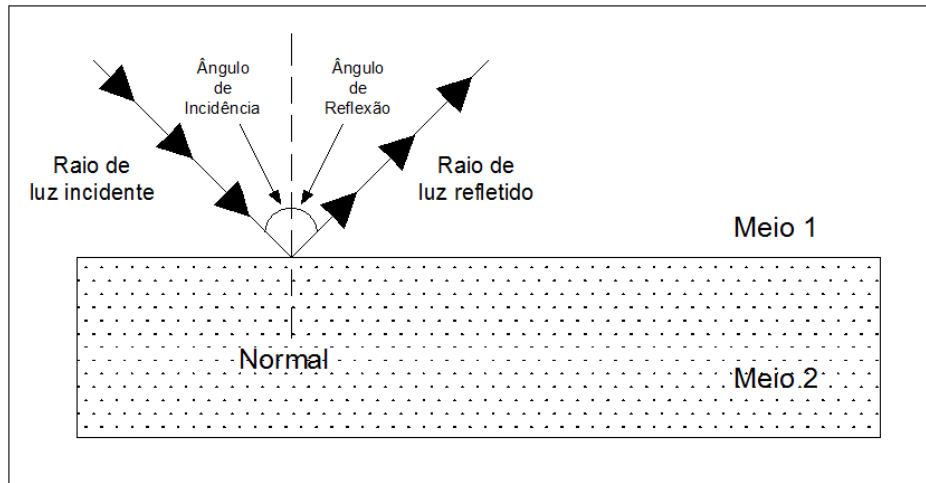 Ângulo
de
Incidência
Ângulo
de
Reflexão
Raio de
luz incidente
Raio de
luz refletido
Meio 1
Normal
Meio 2